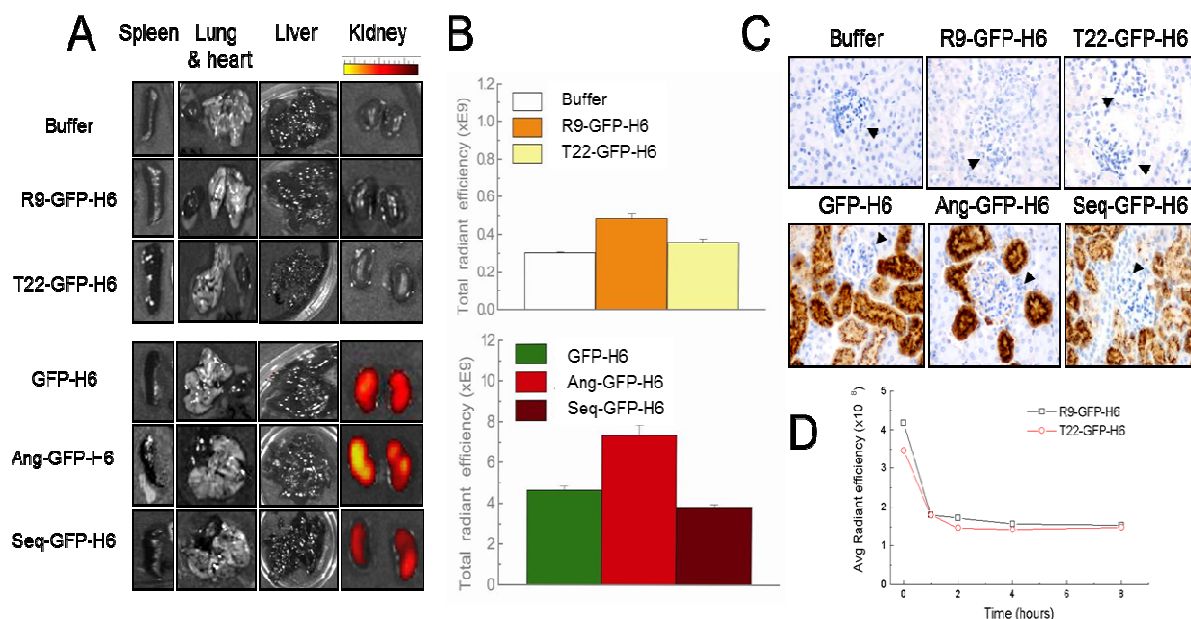 A
Spleen Lung & heart Liver Kidney
Buffer
R9-GFP-H6
T22-GFP-H6
GFP-H6
Ang-GFP-H6
Seq-GFP-H6
B
Total radiant efficiency (xE9)
1.2
1.0
0.8
0.6
0.4
0.2
0.0
Buffer
R9-GFP-H6
T22-GFP-H6
Total radiant efficiency (xE9)
12
10
8
6
4
2
0
GFP-H6
Ang-GFP-H6
Seq-GFP-H6
C
Buffer R9-GFP-H6 T22-GFP-H6
GFP-H6 Ang-GFP-H6 Seq-GFP-H6
D
Avg Radiant efficiency (×10⁻⁸)
5
4
3
2
1
0
R9-GFP-H6
T22-GFP-H6
0 2 4 6 8
Time (hours)